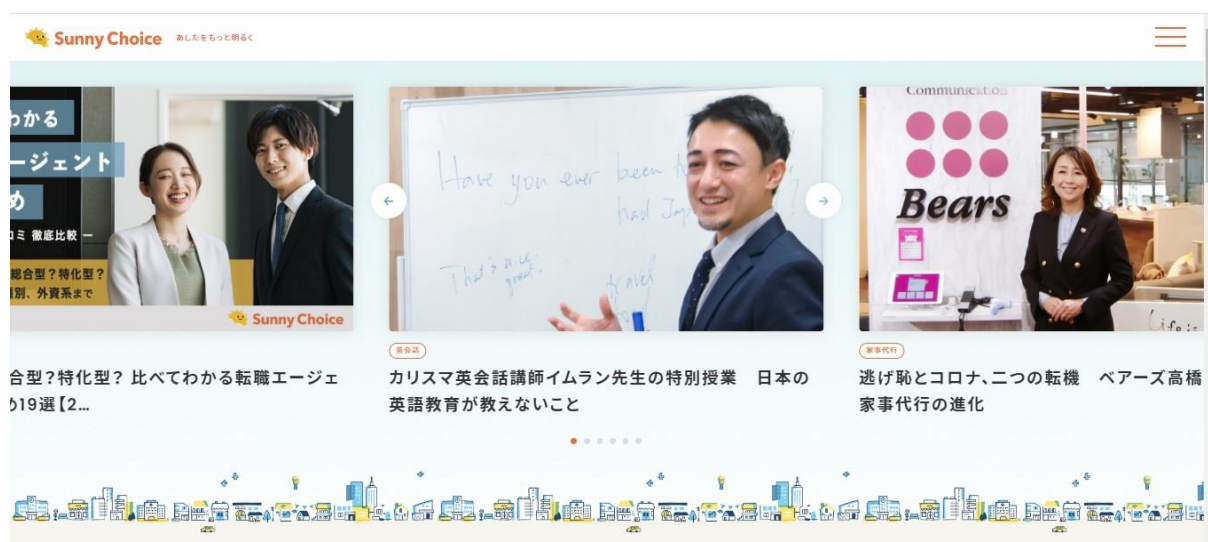 Sunny Choice あしたをもっと明るく
わかる
ージェント
め
コミ 徹底比較 ー
総合型?特化型?
別、外資系まで
Sunny Choice
Have you ever been
had Jap
?
That's nice.
great.
travel
Communication
Bears
Life is
英会話
家事代行
合型?特化型? 比べてわかる転職エージェ
め19選【2...
カリスマ英会話講師イムラン先生の特別授業 日本の
英語教育が教えないこと
逃げ恥とコロナ、二つの転機 ベアーズ高橋
家事代行の進化